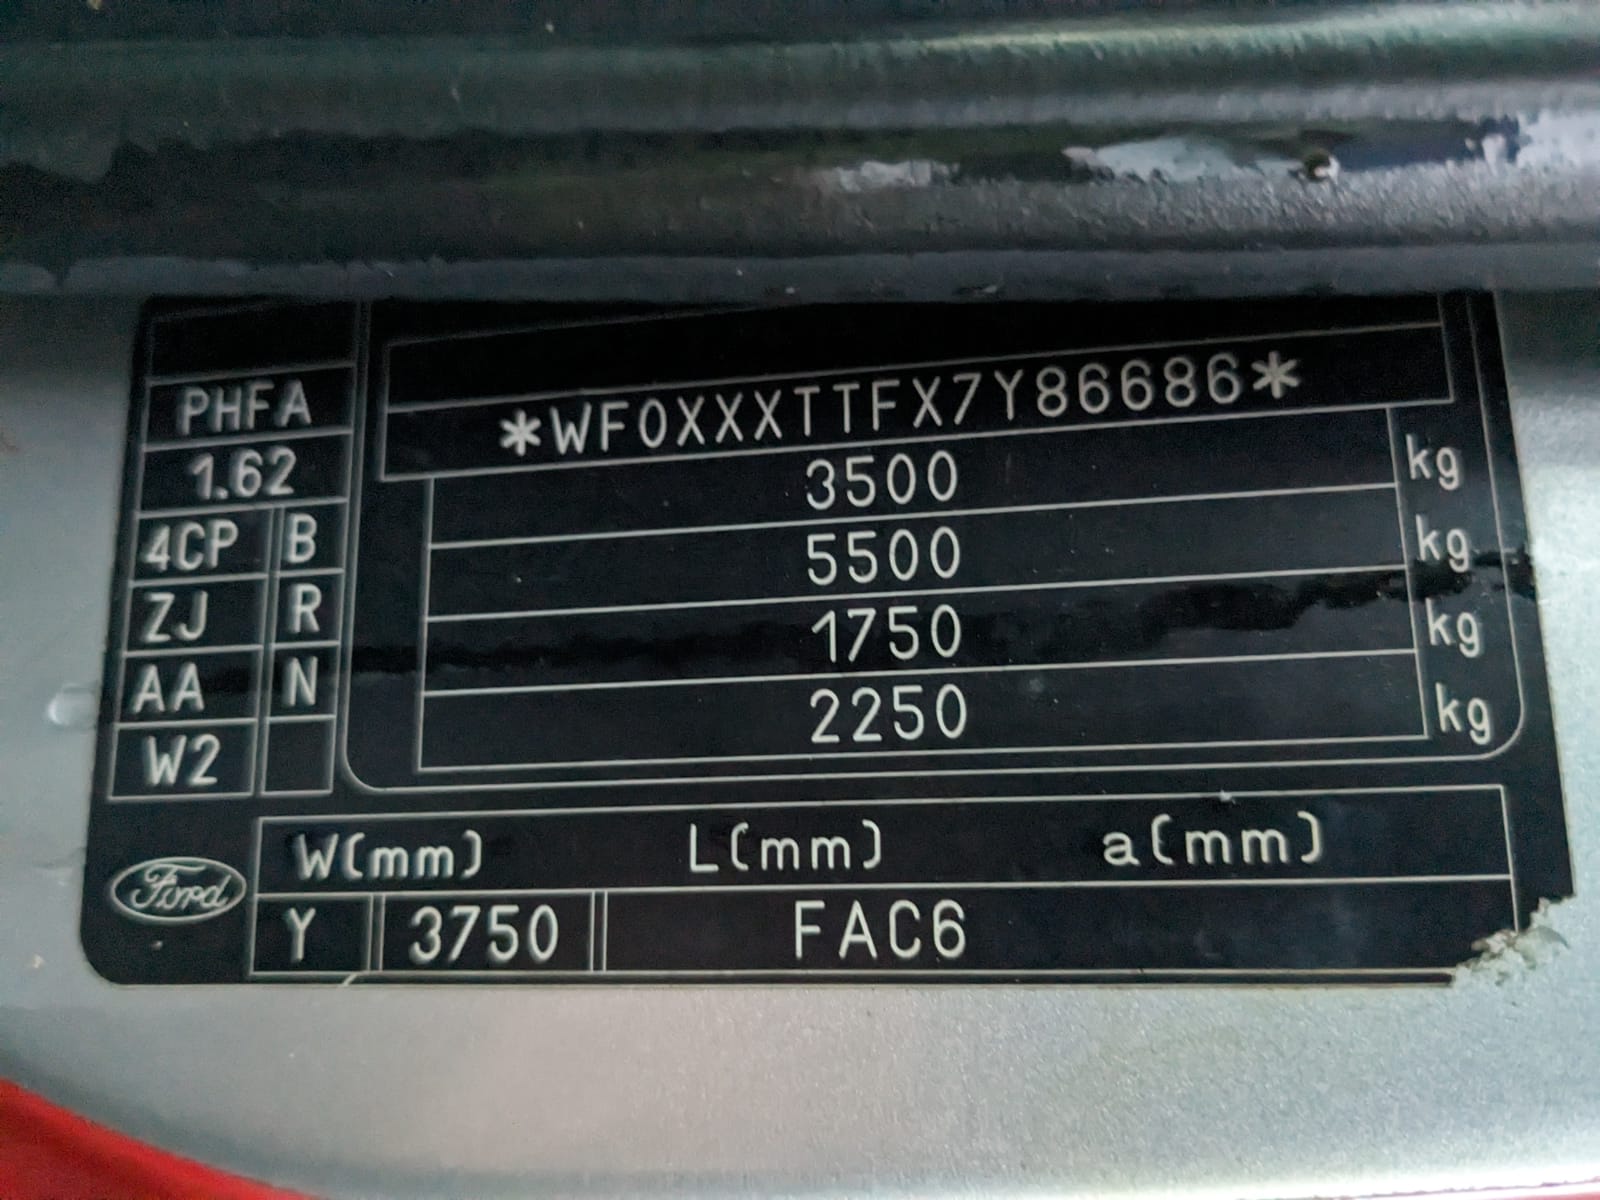 PHFA
*WF0XXXTTFX7Y86686*
1.62
3500 kg
4CP B
5500 kg
ZJ R
1750 kg
AA N
2250 kg
W2
Ford
W(mm) L(mm) a(mm)
Y 3750 FAC6